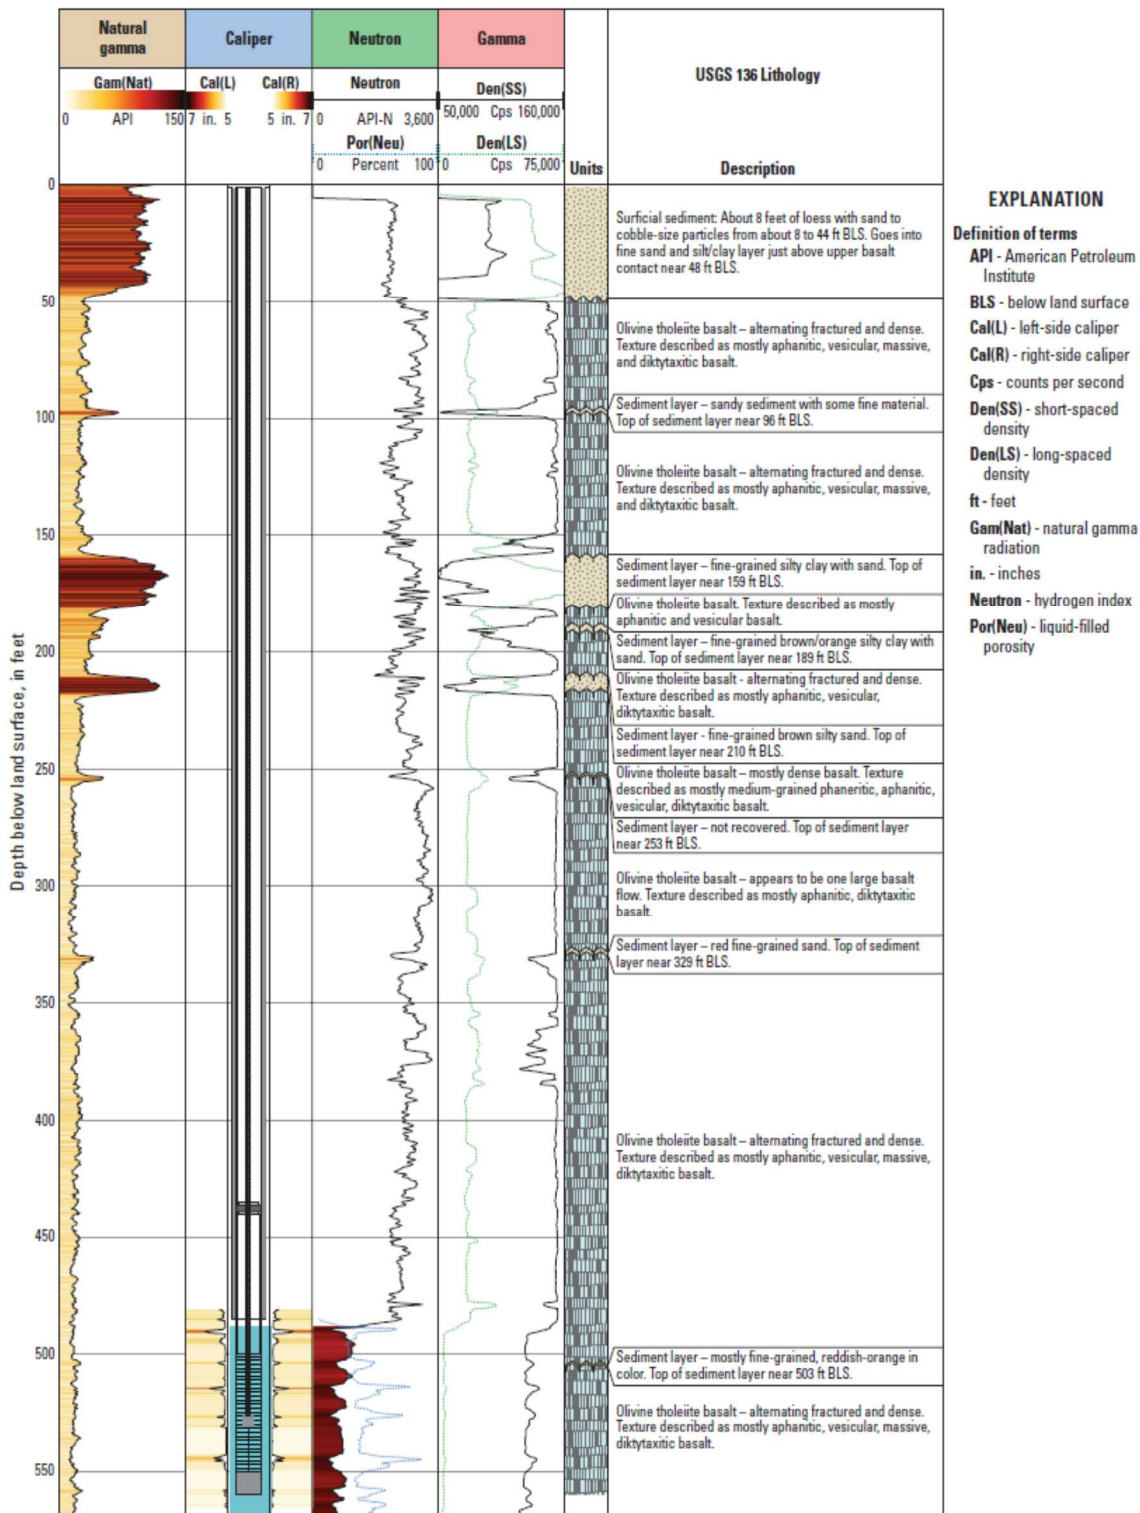 Natural
gamma
Caliper
Neutron
Gamma
Gam(Nat)
0 API 150
Cal(L)
7 in. 5
Cal(R)
5 in. 7
Neutron
0 API-N 3,600
Por(Neu)
0 Percent 100
Den(SS)
50,000 Cps 160,000
Den(LS)
0 Cps 75,000
USGS 136 Lithology
Units
Description
Depth below land surface, in feet
0
50
100
150
200
250
300
350
400
450
500
550
Surficial sediment: About 8 feet of loess with sand to
cobble-size particles from about 8 to 44 ft BLS. Goes into
fine sand and silt/clay layer just above upper basalt
contact near 48 ft BLS.
Olivine tholeiite basalt – alternating fractured and dense.
Texture described as mostly aphanitic, vesicular, massive,
and diktytaxitic basalt.
Sediment layer – sandy sediment with some fine material.
Top of sediment layer near 96 ft BLS.
Olivine tholeiite basalt – alternating fractured and dense.
Texture described as mostly aphanitic, vesicular, massive,
and diktytaxitic basalt.
Sediment layer – fine-grained silty clay with sand. Top of
sediment layer near 159 ft BLS.
Olivine tholeiite basalt. Texture described as mostly
aphanitic and vesicular basalt.
Sediment layer – fine-grained brown/orange silty clay with
sand. Top of sediment layer near 189 ft BLS.
Olivine tholeiite basalt - alternating fractured and dense.
Texture described as mostly aphanitic, vesicular,
diktytaxitic basalt.
Sediment layer - fine-grained brown silty sand. Top of
sediment layer near 210 ft BLS.
Olivine tholeiite basalt – mostly dense basalt. Texture
described as mostly medium-grained phaneritic, aphanitic,
vesicular, diktytaxitic basalt.
Sediment layer – not recovered. Top of sediment layer
near 253 ft BLS.
Olivine tholeiite basalt – appears to be one large basalt
flow. Texture described as mostly aphanitic, diktytaxitic
basalt.
Sediment layer – red fine-grained sand. Top of sediment
layer near 329 ft BLS.
Olivine tholeiite basalt – alternating fractured and dense.
Texture described as mostly aphanitic, vesicular, massive,
diktytaxitic basalt.
Sediment layer – mostly fine-grained, reddish-orange in
color. Top of sediment layer near 503 ft BLS.
Olivine tholeiite basalt – alternating fractured and dense.
Texture described as mostly aphanitic, vesicular, massive,
diktytaxitic basalt.
EXPLANATION
Definition of terms
API - American Petroleum
Institute
BLS - below land surface
Cal(L) - left-side caliper
Cal(R) - right-side caliper
Cps - counts per second
Den(SS) - short-spaced
density
Den(LS) - long-spaced
density
ft - feet
Gam(Nat) - natural gamma
radiation
in. - inches
Neutron - hydrogen index
Por(Neu) - liquid-filled
porosity